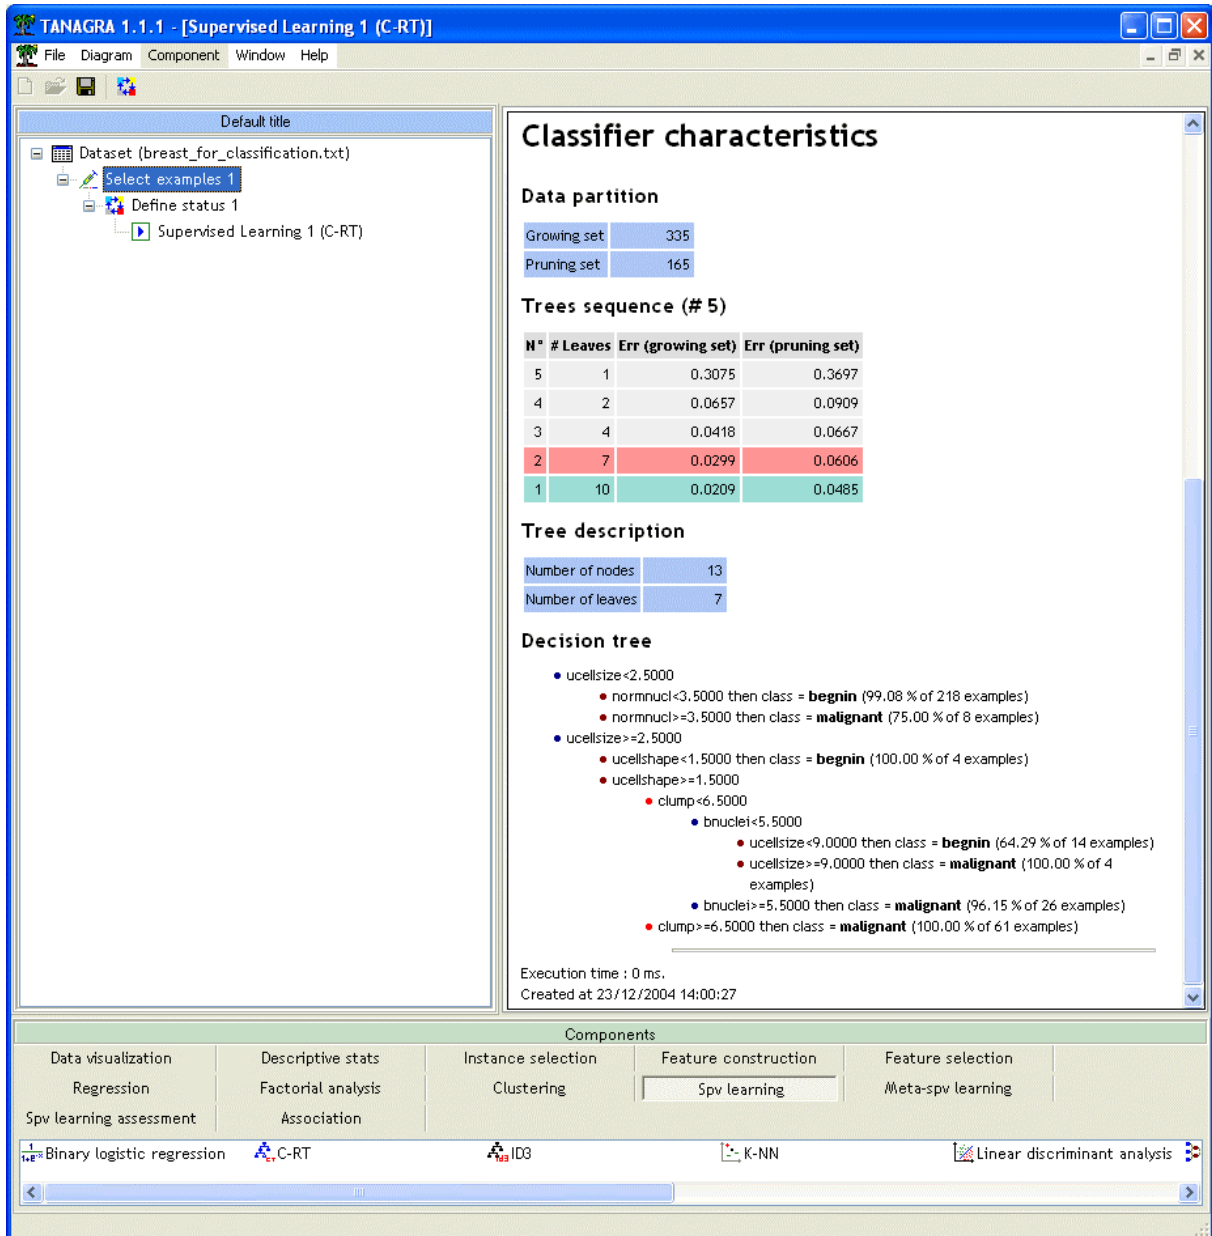 TANAGRA 1.1.1 - [Supervised Learning 1 (C-RT)]
File Diagram Component Window Help
Default title
Dataset (breast_for_classification.txt)
Select examples 1
Define status 1
Supervised Learning 1 (C-RT)
Classifier characteristics
Data partition
Growing set 335
Pruning set 165
Trees sequence (# 5)
N° # Leaves Err (growing set) Err (pruning set)
5 1 0.3075 0.3697
4 2 0.0657 0.0909
3 4 0.0418 0.0667
2 7 0.0299 0.0606
1 10 0.0209 0.0485
Tree description
Number of nodes 13
Number of leaves 7
Decision tree
ucellsize<2.5000
normnucl<3.5000 then class = begnin (99.08 % of 218 examples)
normnucl>=3.5000 then class = malignant (75.00 % of 8 examples)
ucellsize>=2.5000
ucellshape<1.5000 then class = begnin (100.00 % of 4 examples)
ucellshape>=1.5000
clump<6.5000
bnuclei<5.5000
ucellsize<9.0000 then class = begnin (64.29 % of 14 examples)
ucellsize>=9.0000 then class = malignant (100.00 % of 4
examples)
bnuclei>=5.5000 then class = malignant (96.15 % of 26 examples)
clump>=6.5000 then class = malignant (100.00 % of 61 examples)
Execution time : 0 ms.
Created at 23/12/2004 14:00:27
Components
Data visualization Descriptive stats Instance selection Feature construction Feature selection
Regression Factorial analysis Clustering Spv learning Meta-spv learning
Spv learning assessment Association
Binary logistic regression C-RT ID3 K-NN Linear discriminant analysis